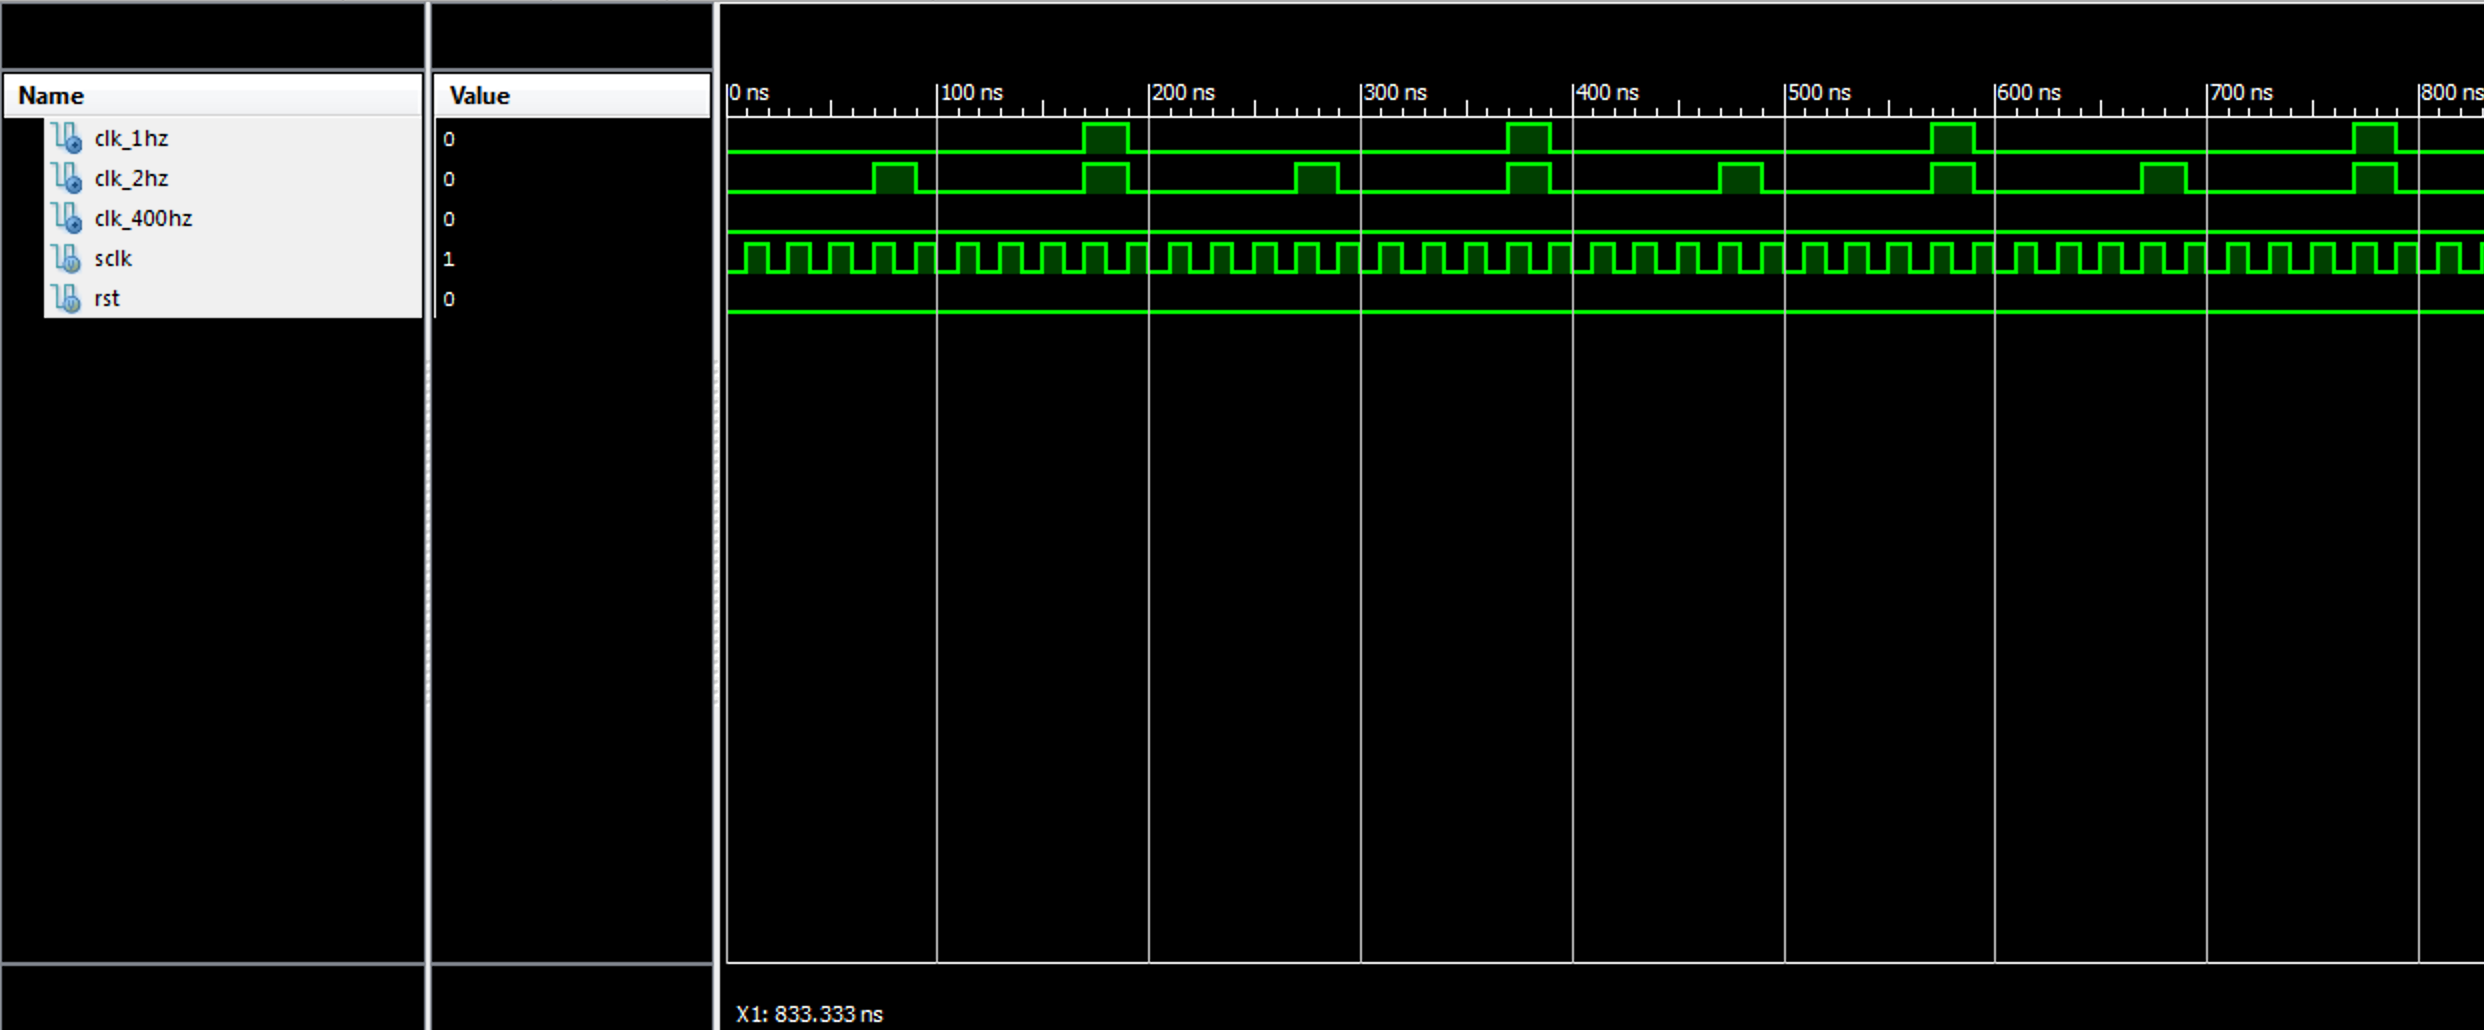 Name Value
0 ns 100 ns 200 ns 300 ns 400 ns 500 ns 600 ns 700 ns 800 ns
clk_1hz 0
clk_2hz 0
clk_400hz 0
sclk 1
rst 0
X1: 833.333 ns